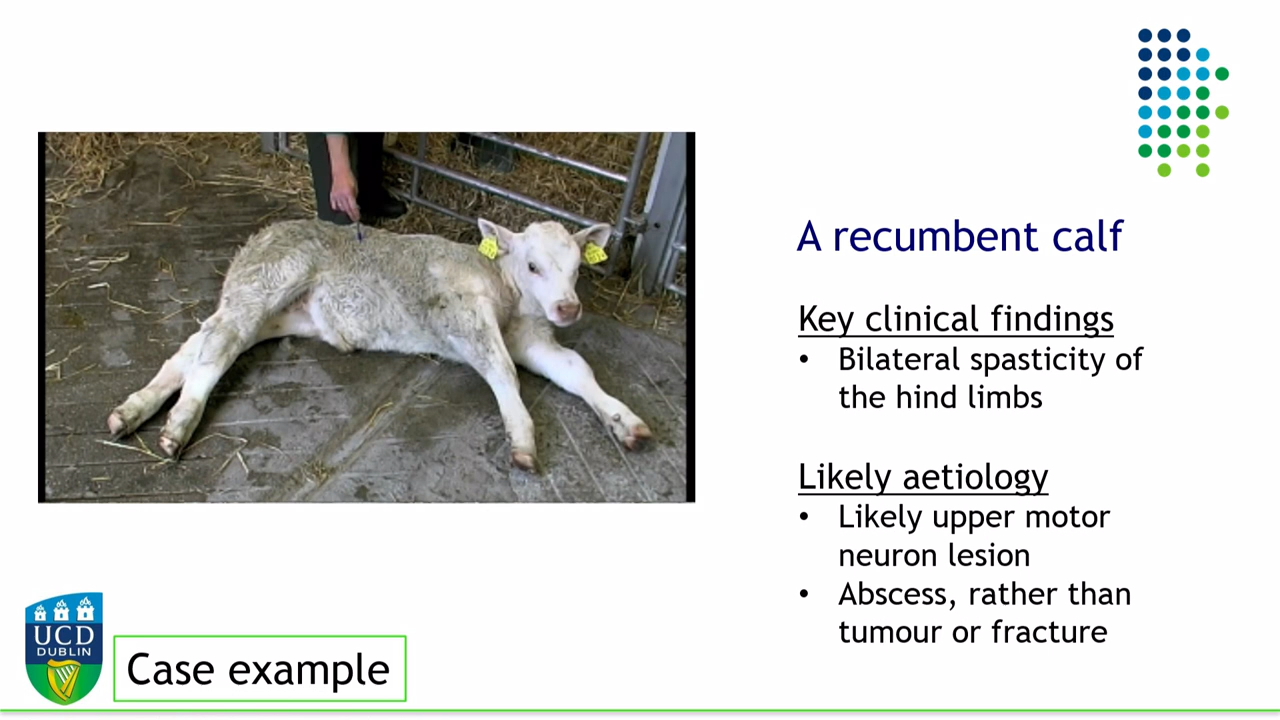 A recumbent calf
Key clinical findings
• Bilateral spasticity of
the hind limbs
Likely aetiology
• Likely upper motor
neuron lesion
• Abscess, rather than
tumour or fracture
UCD
DUBLIN
Case example